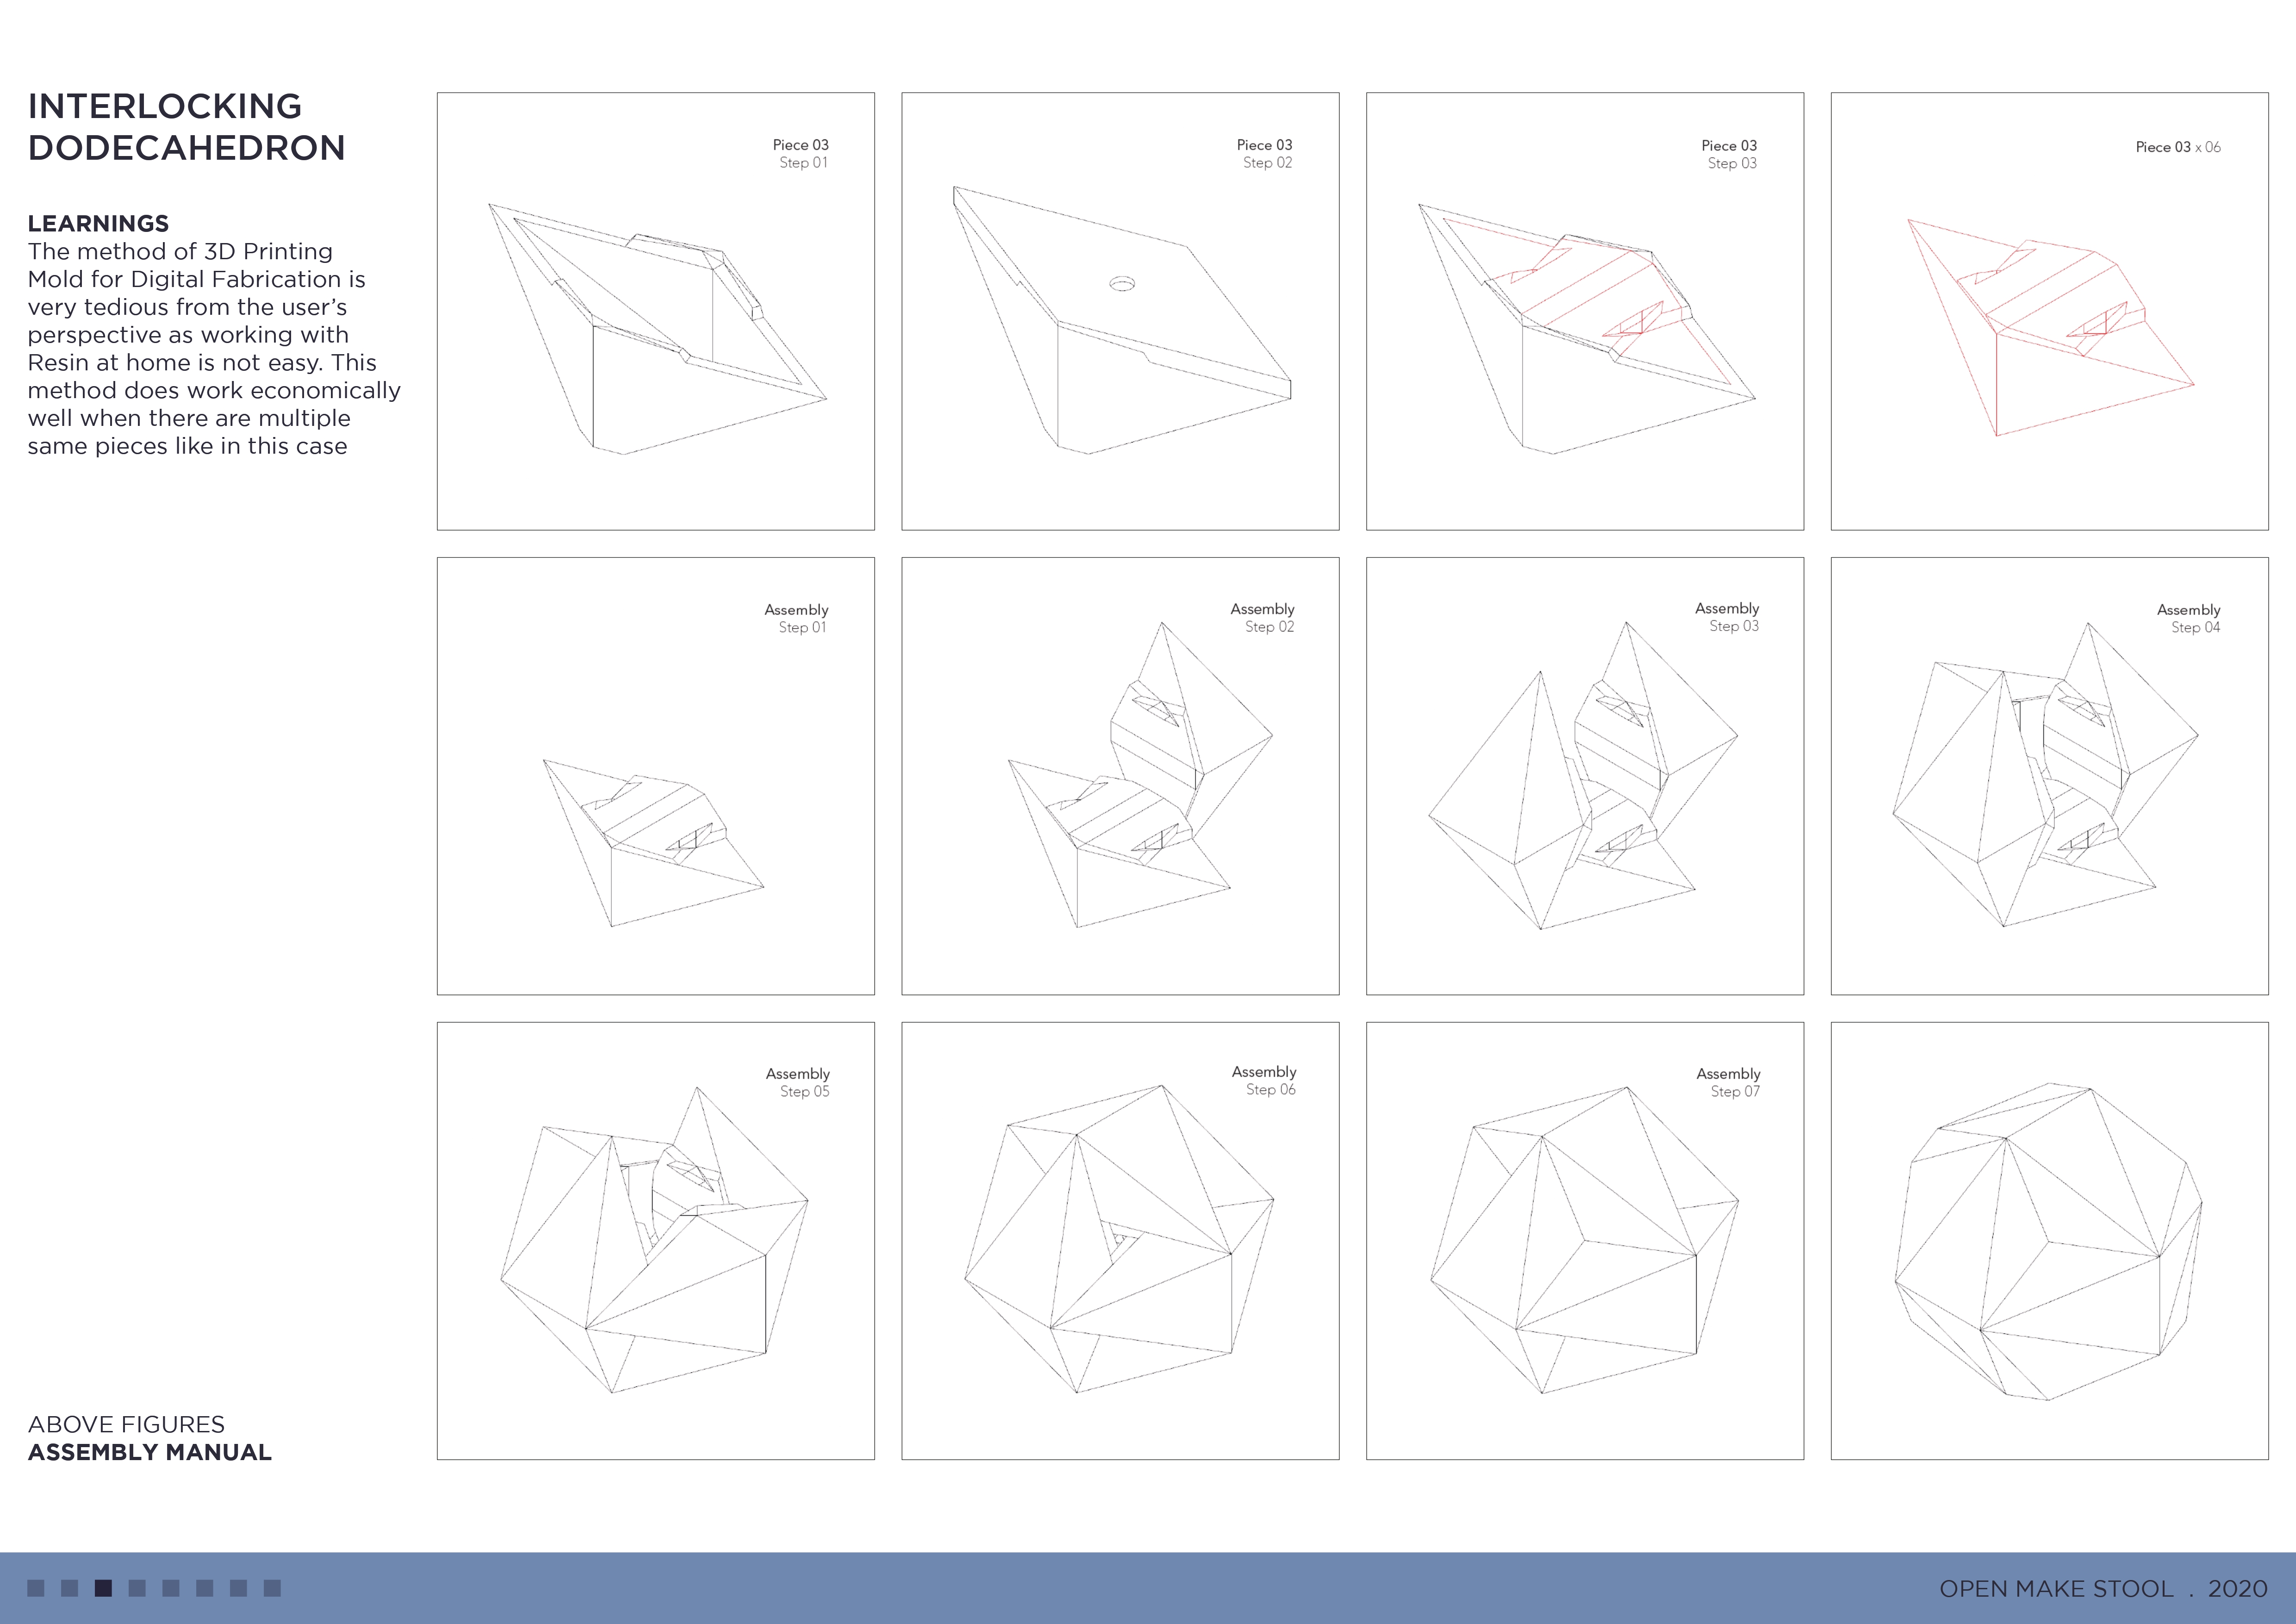 INTERLOCKING
DODECAHEDRON
LEARNINGS
The method of 3D Printing
Mold for Digital Fabrication is
very tedious from the user’s
perspective as working with
Resin at home is not easy. This
method does work economically
well when there are multiple
same pieces like in this case
Piece 03
Step 01
Piece 03
Step 02
Piece 03
Step 03
Piece 03 x 06
Assembly
Step 01
Assembly
Step 02
Assembly
Step 03
Assembly
Step 04
Assembly
Step 05
Assembly
Step 06
Assembly
Step 07
ABOVE FIGURES
ASSEMBLY MANUAL
OPEN MAKE STOOL . 2020